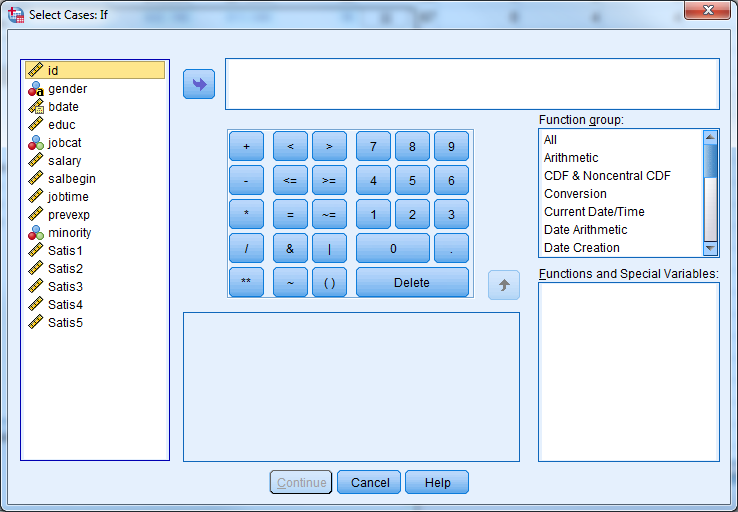 Select Cases: If
id
gender
bdate
educ
jobcat
salary
salbegin
jobtime
prevexp
minority
Satis1
Satis2
Satis3
Satis4
Satis5
+ < > 7 8 9
- <= >= 4 5 6
* = ~= 1 2 3
/ & | 0 .
** ~ ( ) Delete
Function group:
All
Arithmetic
CDF & Noncentral CDF
Conversion
Current Date/Time
Date Arithmetic
Date Creation
Functions and Special Variables:
Continue Cancel Help